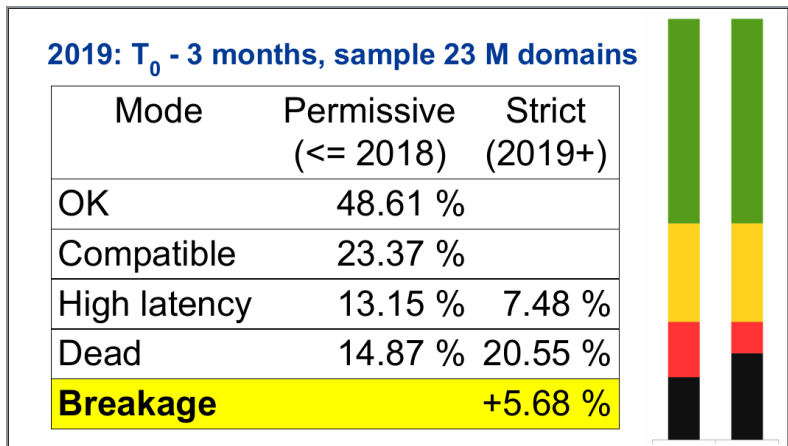 2019: T0 - 3 months, sample 23 M domains
Mode Permissive Strict
(<= 2018) (2019+)
OK 48.61 %
Compatible 23.37 %
High latency 13.15 % 7.48 %
Dead 14.87 % 20.55 %
Breakage +5.68 %